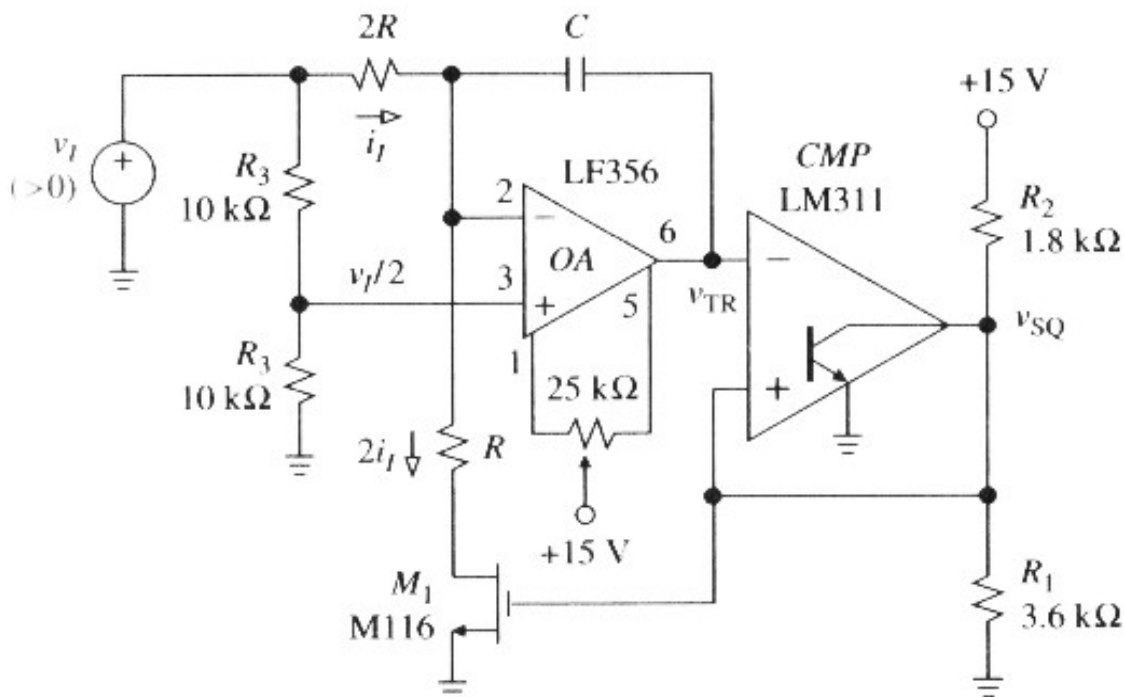 2R
C
+15 V
v_I
(>0)
i_I
R_3
10 kΩ
LF356
CMP
LM311
R_2
1.8 kΩ
2
−
6
OA
v_I/2
3
+
5
v_TR
−
v_SQ
1
R_3
10 kΩ
25 kΩ
+
2i_I
R
+15 V
R_1
3.6 kΩ
M_1
M116
+